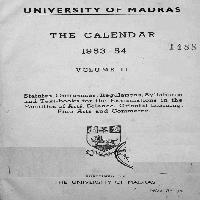 UNIVERSITY OF MADRAS
THE CALENDAR
1953-54
1488
VOLUME II
Statutes, Ordinances, Regulations, Syllabuses
and Text-books for the Examinations in the
Faculties of Arts, Science, Oriental Learning,
Fine Arts and Commerce.
THE UNIVERSITY OF MADRAS